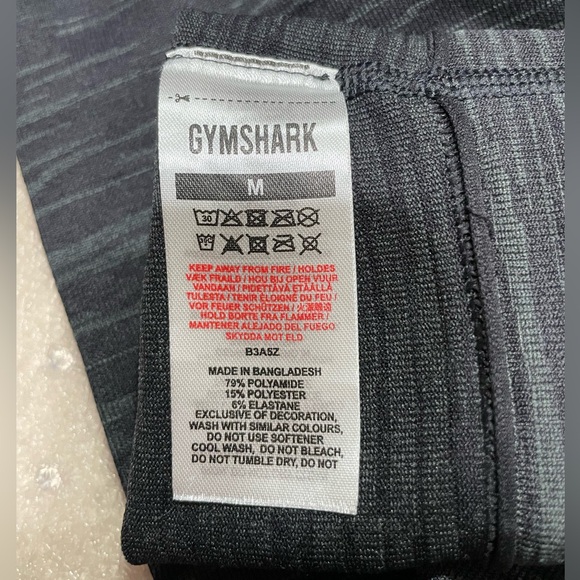 GYMSHARK
M
30
KEEP AWAY FROM FIRE / HOLDES
VÆK FRAILD / HOU BIJ OPEN VUUR
VANDAAN / PIDETTÄVÄ ETÄÄLLÄ
TULESTA / TENIR ÉLOIGNÉ DU FEU /
VOR FEUER SCHÜTZEN /
HOLD BORTE FRA FLAMMER /
MANTENER ALEJADO DEL FUEGO
SKYDDA MOT ELD
B3A5Z
MADE IN BANGLADESH
79% POLYAMIDE
15% POLYESTER
6% ELASTANE
EXCLUSIVE OF DECORATION,
WASH WITH SIMILAR COLOURS,
DO NOT USE SOFTENER
COOL WASH, DO NOT BLEACH,
DO NOT TUMBLE DRY, DO NOT